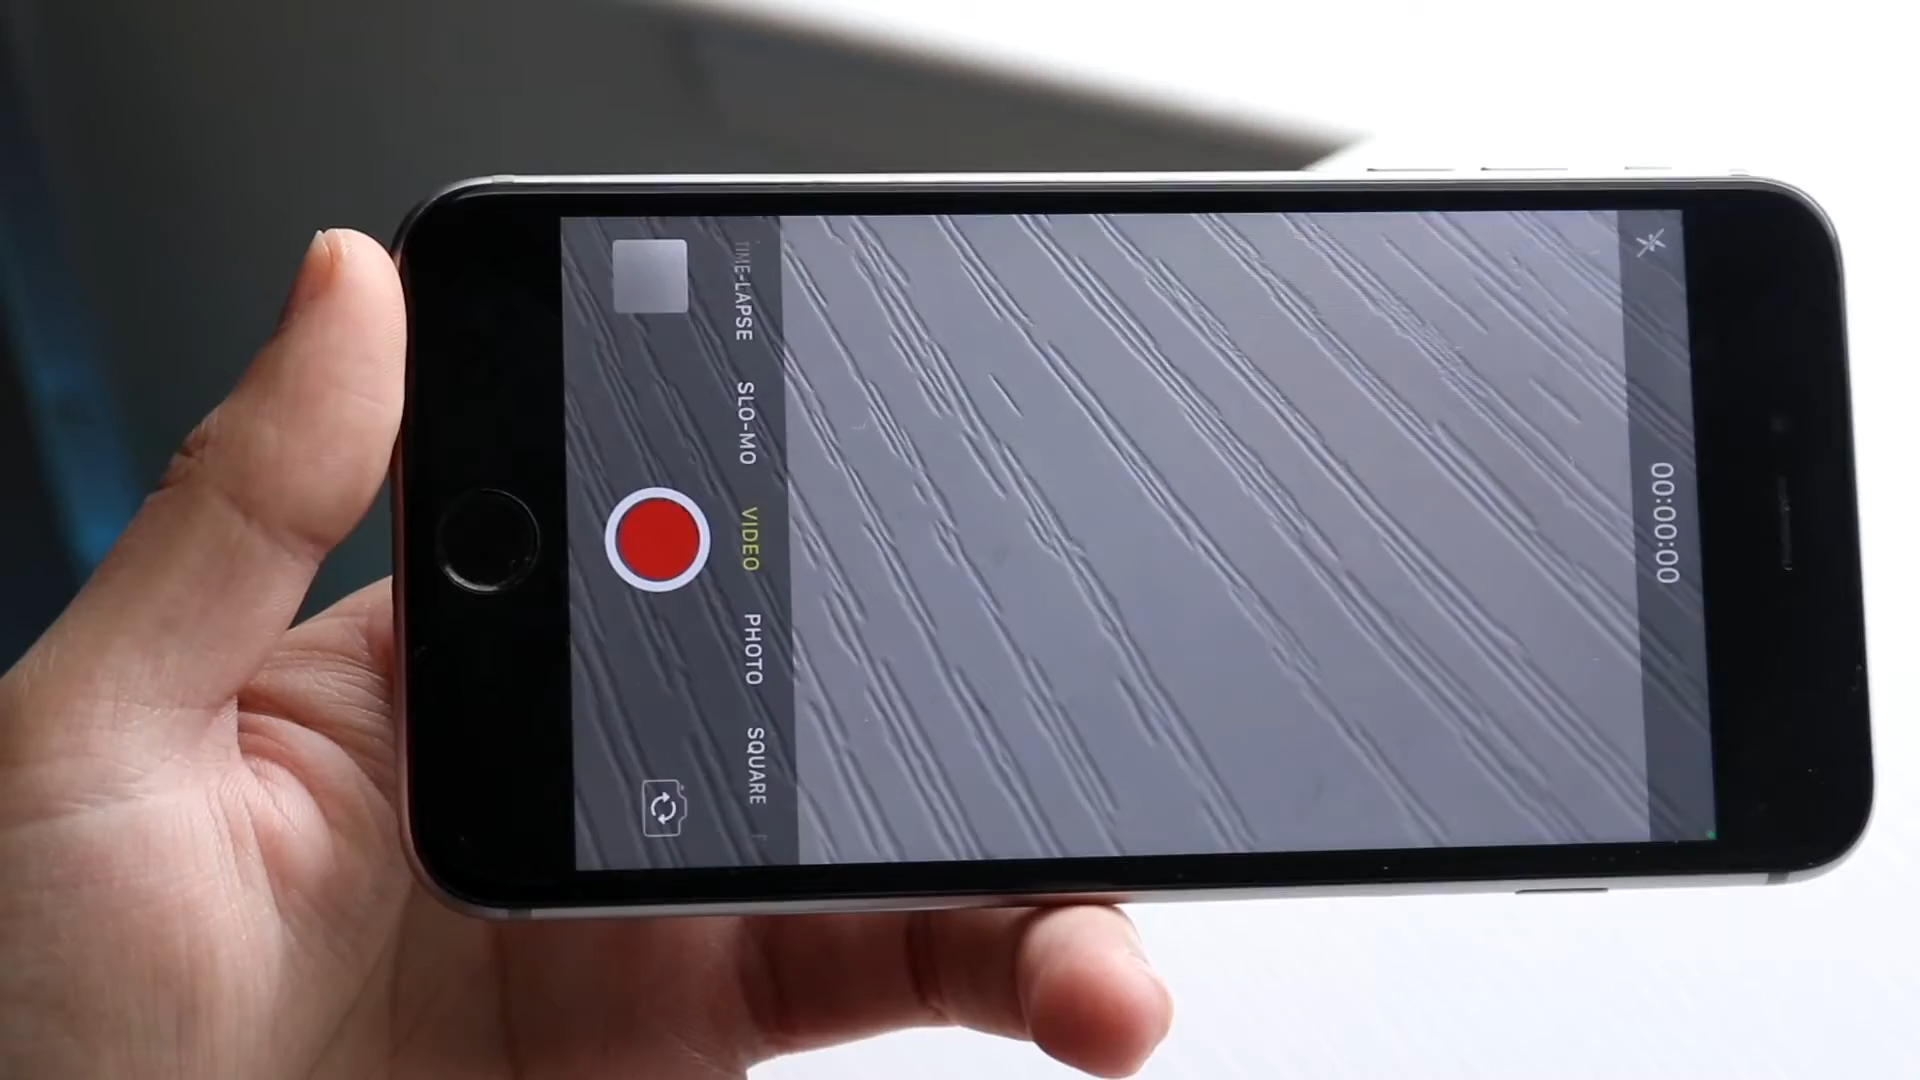 00:00:00
TIME-LAPSE
SLO-MO
VIDEO
PHOTO
SQUARE